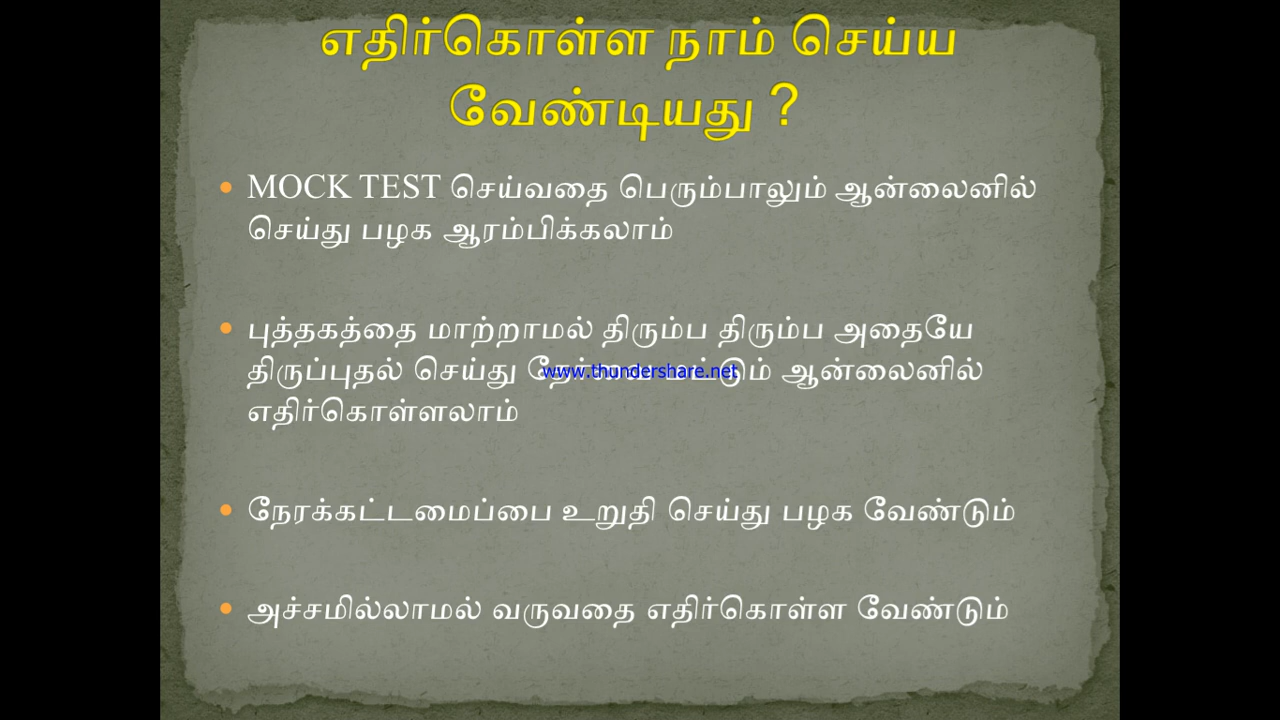 எதிர்கொள்ள நாம் செய்ய
வேண்டியது ?
MOCK TEST செய்வதை பெரும்பாலும் ஆன்லைனில்
செய்து பழக ஆரம்பிக்கலாம்
புத்தகத்தை மாற்றாமல் திரும்ப திரும்ப அதையே
திருப்புதல் செய்து ஆன்லைனில்
www.thundershare.net
எதிர்கொள்ளலாம்
நேரக்கட்டமைப்பை உறுதி செய்து பழக வேண்டும்
அச்சமில்லாமல் வருவதை எதிர்கொள்ள வேண்டும்